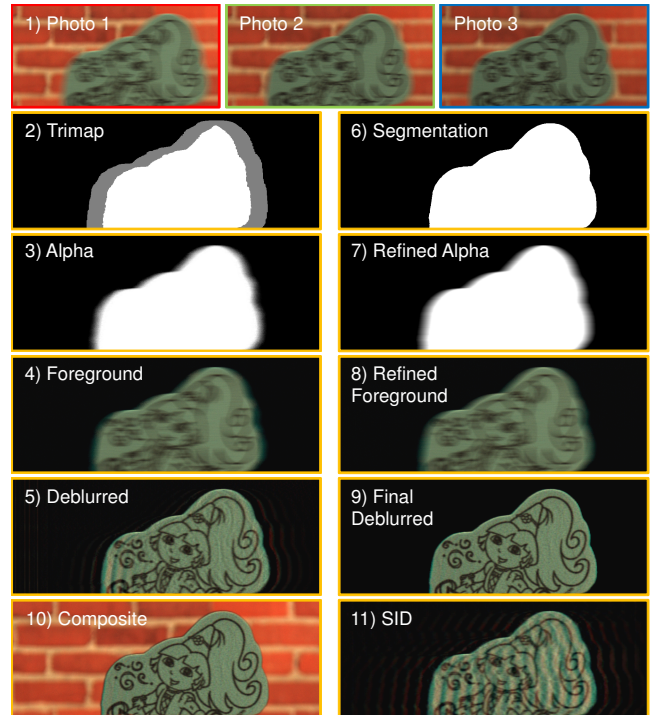 1) Photo 1
Photo 2
Photo 3
2) Trimap
6) Segmentation
3) Alpha
7) Refined Alpha
4) Foreground
8) Refined
Foreground
5) Deblurred
9) Final
Deblurred
10) Composite
11) SID